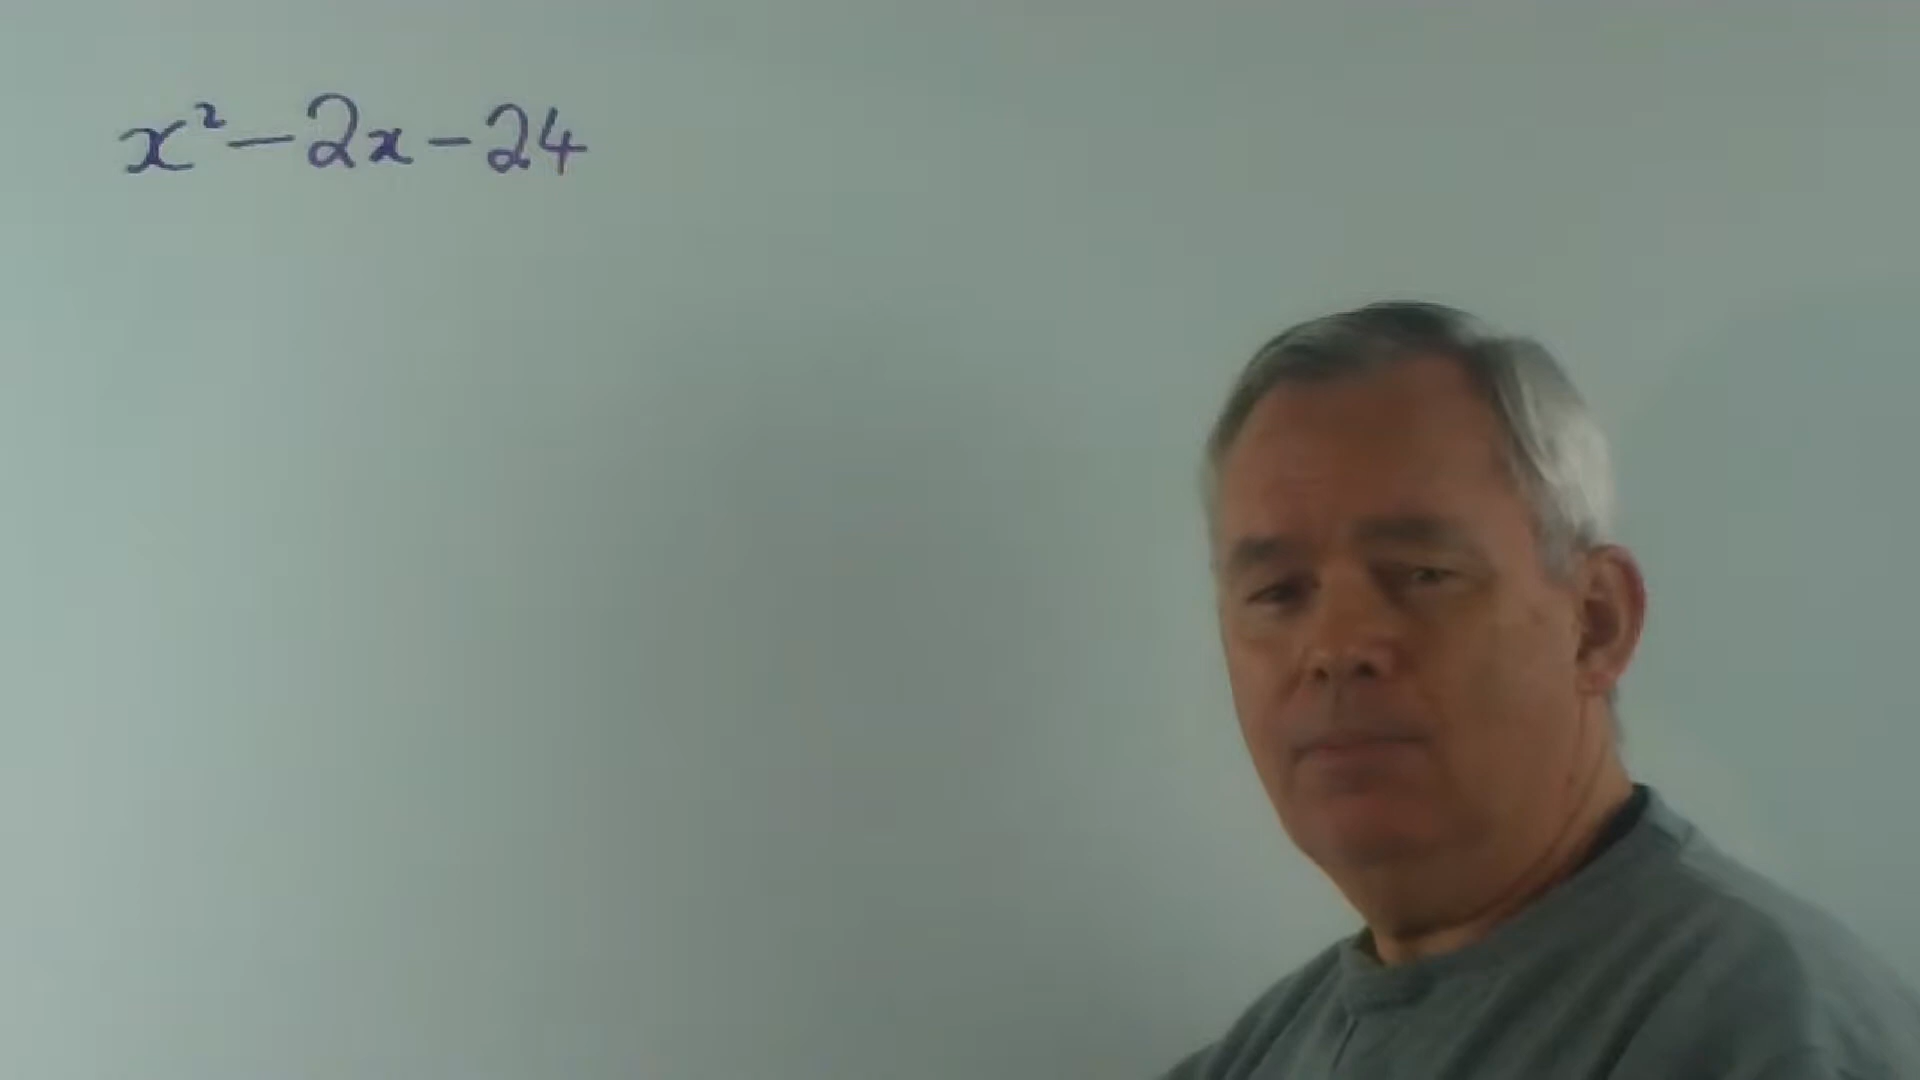 x² - 2x - 24